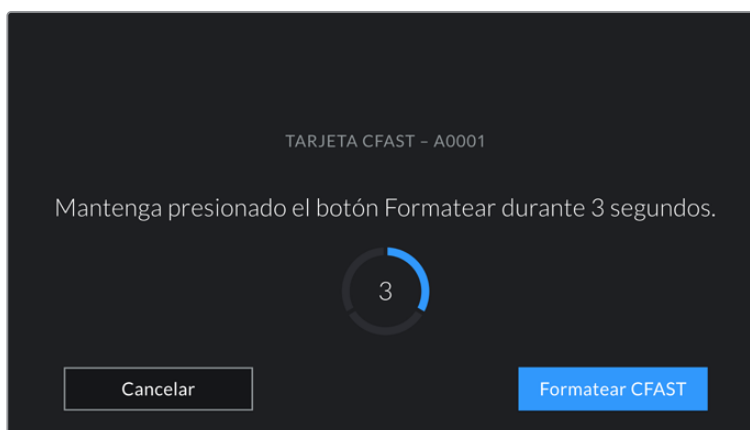 TARJETA CFAST – A0001
Mantenga presionado el botón Formatear durante 3 segundos.
3
Cancelar
Formatear CFAST